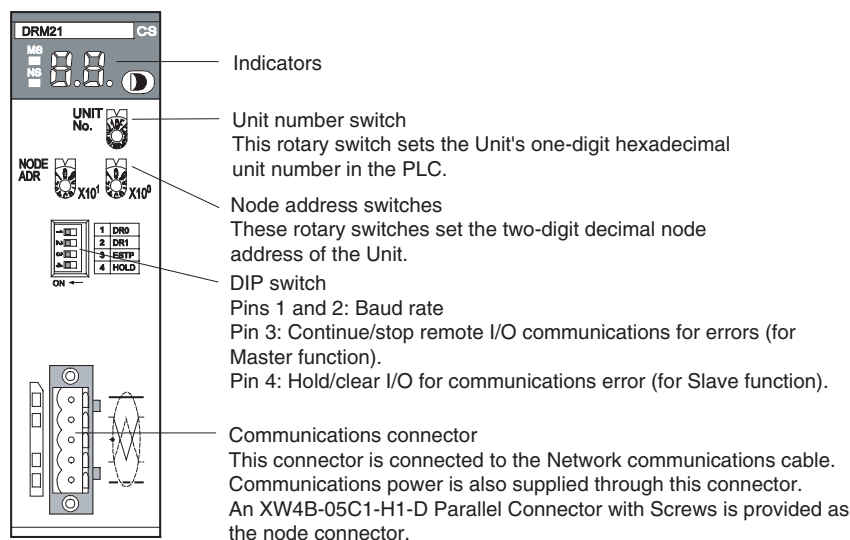 DRM21 CS
MS
NS
Indicators
UNIT
No.
Unit number switch
This rotary switch sets the Unit's one-digit hexadecimal
unit number in the PLC.
NODE
ADR
X10¹ X10⁰
Node address switches
These rotary switches set the two-digit decimal node
address of the Unit.
1 DR0
2 DR1
3 ESTP
4 HOLD
1
2
3
4
ON ←
DIP switch
Pins 1 and 2: Baud rate
Pin 3: Continue/stop remote I/O communications for errors (for
Master function).
Pin 4: Hold/clear I/O for communications error (for Slave function).
Communications connector
This connector is connected to the Network communications cable.
Communications power is also supplied through this connector.
An XW4B-05C1-H1-D Parallel Connector with Screws is provided as
the node connector.